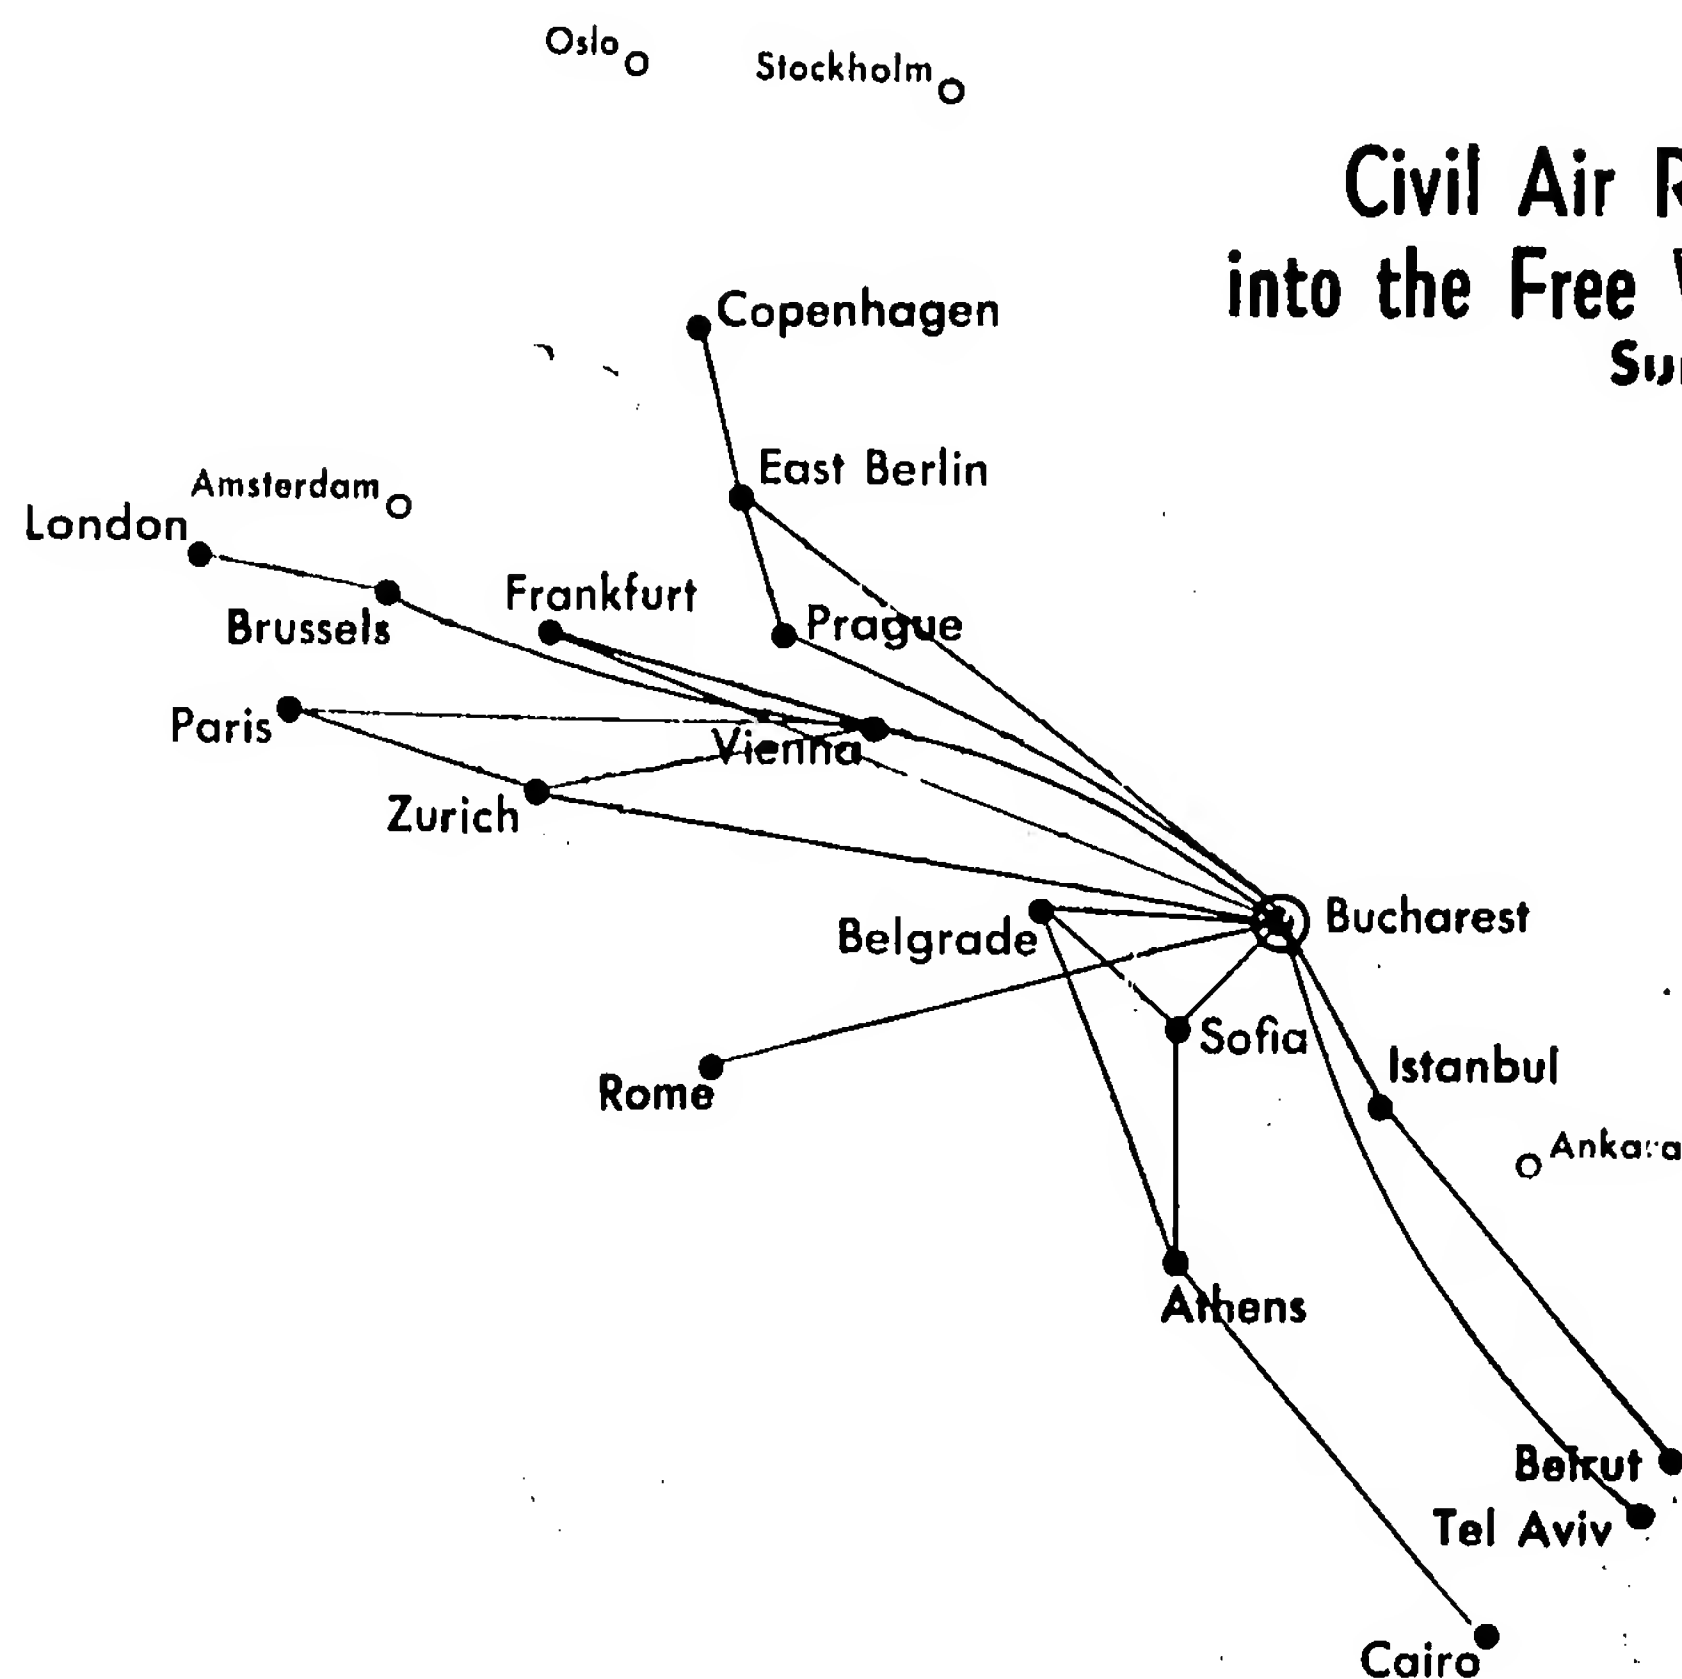 Oslo
Stockholm
Civil Air
into the Free
Copenhagen
East Berlin
Amsterdam
London
Frankfurt
Brussels
Prague
Paris
Vienna
Zurich
Bucharest
Belgrade
Sofia
Istanbul
Rome
Ankara
Athens
Beirut
Tel Aviv
Cairo